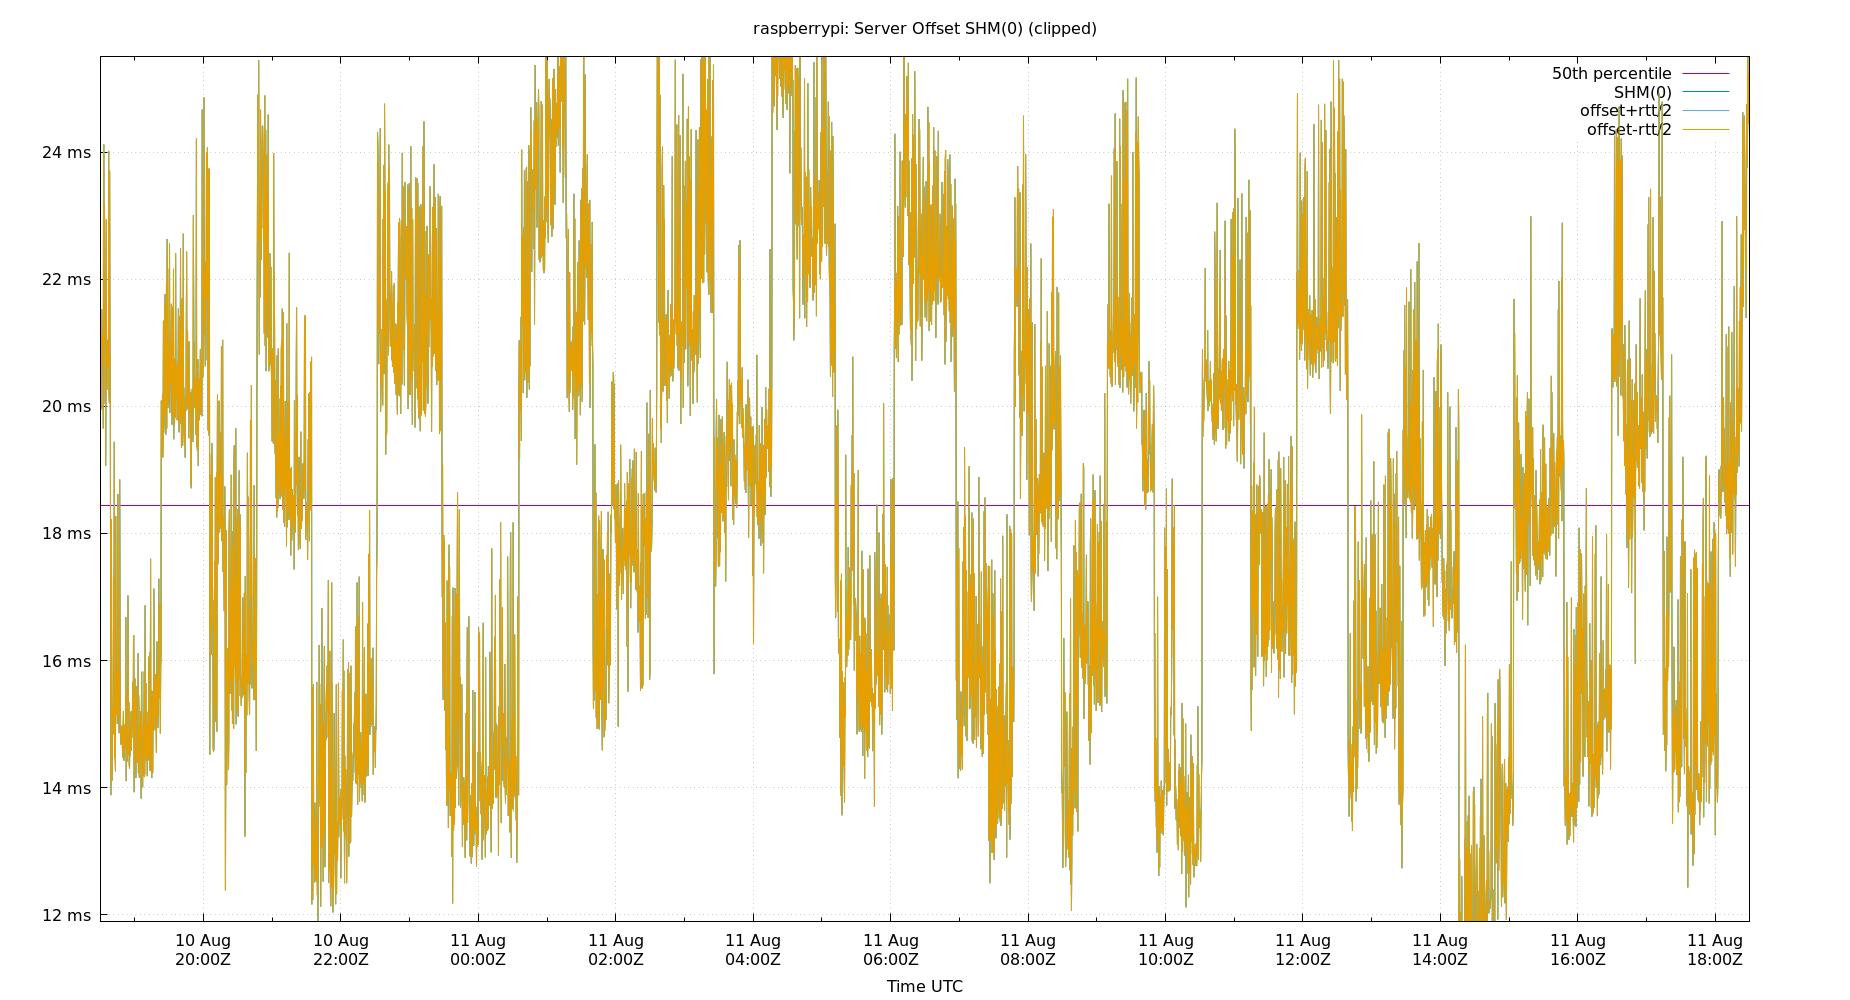 raspberrypi: Server Offset SHM(0) (clipped)
50th percentile
SHM(0)
offset+rtt/2
offset-rtt/2
24 ms
22 ms
20 ms
18 ms
16 ms
14 ms
12 ms
10 Aug 10 Aug 11 Aug 11 Aug 11 Aug 11 Aug 11 Aug 11 Aug 11 Aug 11 Aug 11 Aug 11 Aug
20:00Z 22:00Z 00:00Z 02:00Z 04:00Z 06:00Z 08:00Z 10:00Z 12:00Z 14:00Z 16:00Z 18:00Z
Time UTC